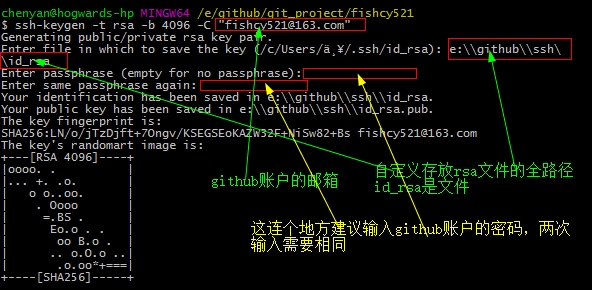 chenyan@hogwards-hp MINGW64 /e/github/git_project/fishcy521
$ ssh-keygen -t rsa -b 4096 -C "fishcy521@163.com"
Generating public/private rsa key pair.
Enter file in which to save the key (/c/Users/ä¸¥/.ssh/id_rsa): e:\\github\\ssh\
\id_rsa
Enter passphrase (empty for no passphrase):
Enter same passphrase again:
Your identification has been saved in e:\\github\\ssh\\id_rsa.
Your public key has been saved in e:\\github\\ssh\\id_rsa.pub.
The key fingerprint is:
fishcy521@163.com
The key's randomart image is:
+---[RSA 4096]----+
|oooo. .
|... +. .o.
| o o..oo.
| . Oooo
| =.BS .
| Eo.o . .
| oo B.o .
| .. o.O.o ..|
| .o.oo*+===|
+----[SHA256]-----+
github账户的邮箱
自定义存放rsa文件的全路径
id_rsa是文件
这连个地方建议输入github账户的密码，两次
输入需要相同